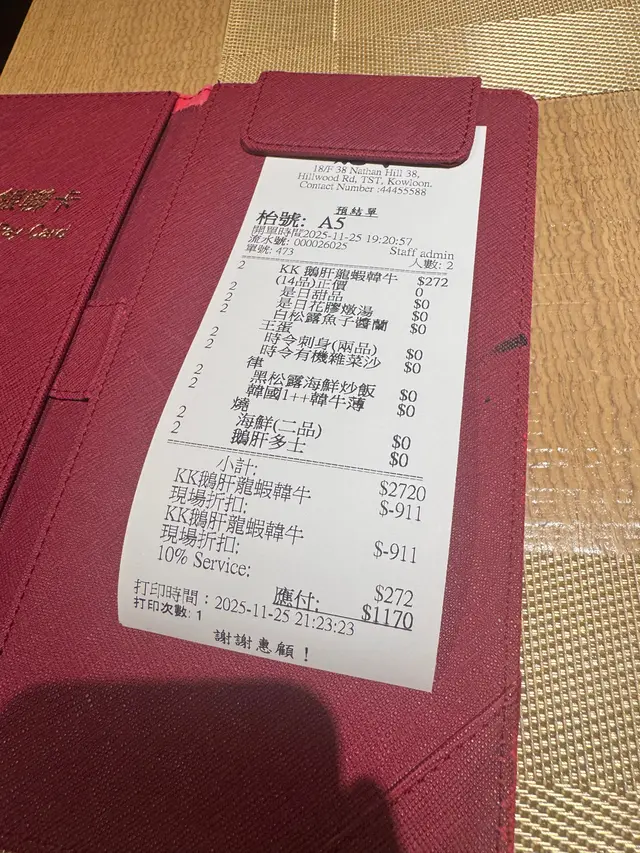 18/F 38 Nathan Hill 38,
Hillwood Rd, TST, Kowloon.
Contact Number :44455588
預結單
枱號: A5
開單時間2025-11-25 19:20:57
流水號: 000026025 Staff admin
單號: 473 人數: 2
2 KK 鵝肝龍蝦韓牛 $272
(14品)正價 0
2 是日甜品 $0
2 是日花膠燉湯 $0
2 白松露魚子醬蘭 $0
王蛋
2 時令刺身(兩品) $0
2 時令有機雜菜沙 $0
律
2 黑松露海鮮炒飯 $0
2 韓國1++韓牛薄 $0
燒
2 海鮮(二品) $0
2 鵝肝多士 $0
小計: $2720
KK鵝肝龍蝦韓牛 $-911
現場折扣:
KK鵝肝龍蝦韓牛
現場折扣: $-911
10% Service: $272
應付: $1170
打印時間：2025-11-25 21:23:23
打印次數: 1
謝謝惠顧！
卡
Card